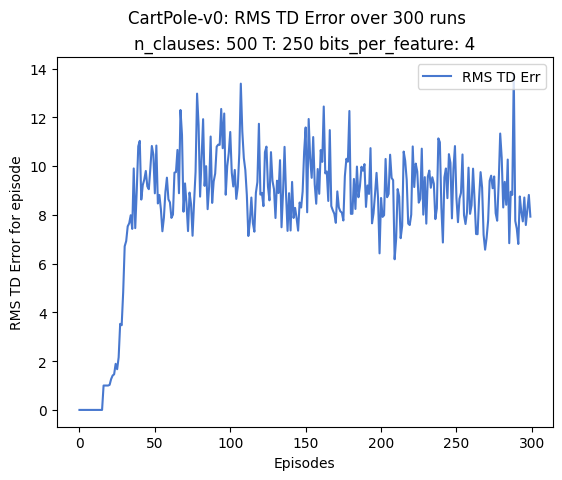 CartPole-v0: RMS TD Error over 300 runs
n_clauses: 500 T: 250 bits_per_feature: 4
RMS TD Err
RMS TD Error for episode
14
12
10
8
6
4
2
0
0 50 100 150 200 250 300
Episodes